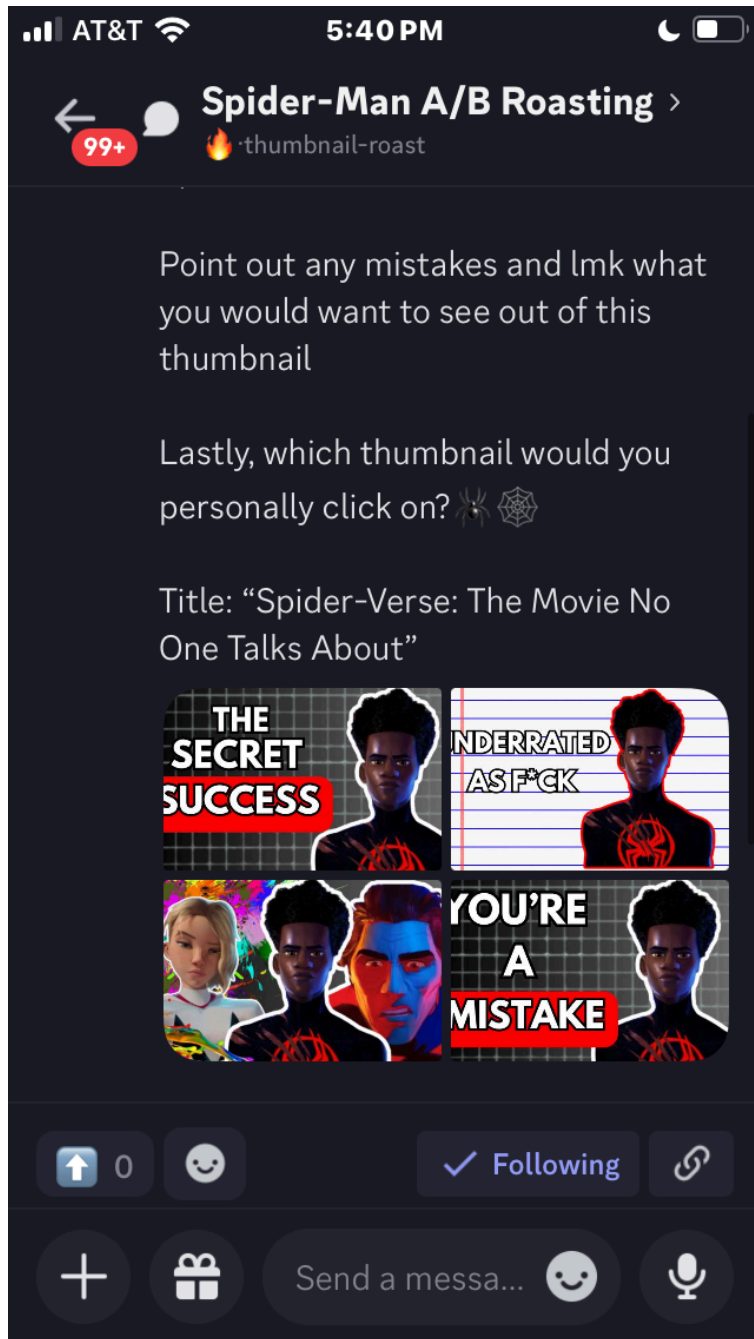 AT&T 5:40 PM
Spider-Man A/B Roasting
99+
thumbnail-roast
Point out any mistakes and lmk what
you would want to see out of this
thumbnail
Lastly, which thumbnail would you
personally click on?
Title: “Spider-Verse: The Movie No
One Talks About”
THE
SECRET
SUCCESS
NDERRATED
AS F*CK
YOU’RE
A
MISTAKE
0
Following
Send a messa...